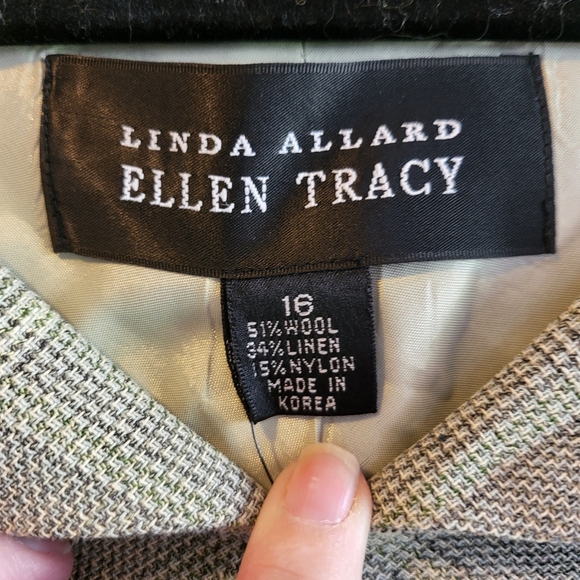 LINDA ALLARD
ELLEN TRACY
16
51% WOOL
34% LINEN
15% NYLON
MADE IN
KOREA